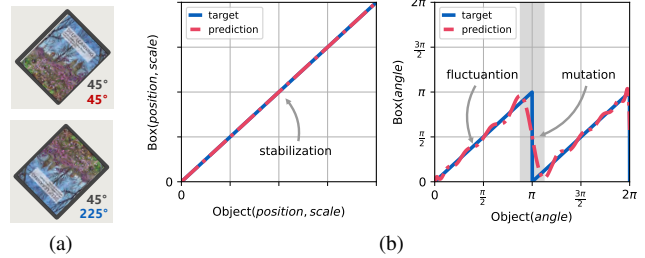 45°
45°
45°
225°
(a)
target
prediction
stabilization
0
0
Box(position, scale)
Object(position, scale)
target
prediction
fluctuantion
mutation
2π
3π/2
π
π/2
0
0
π/2
π
3π/2
2π
Box(angle)
Object(angle)
(b)